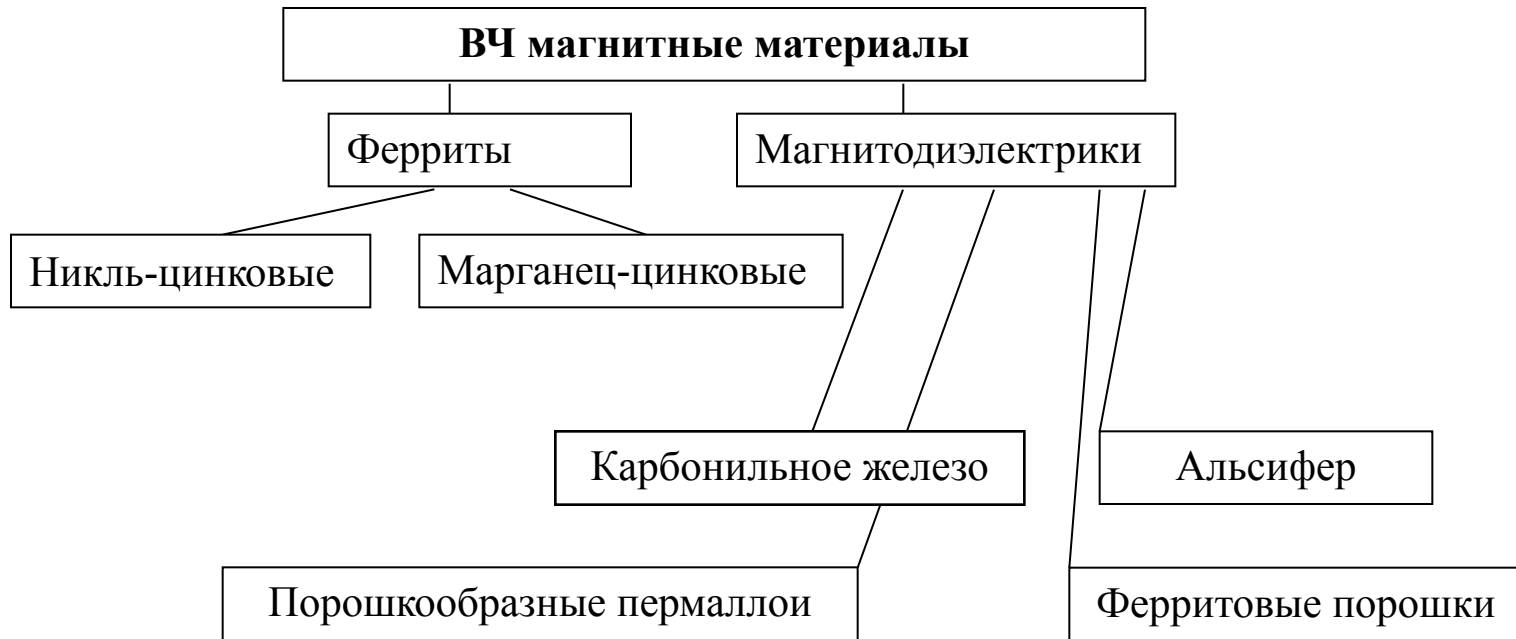 ВЧ магнитные материалы
Ферриты
Магнитодиэлектрики
Никль-цинковые
Марганец-цинковые
Карбонильное железо
Альсифер
Порошкообразные пермаллои
Ферритовые порошки